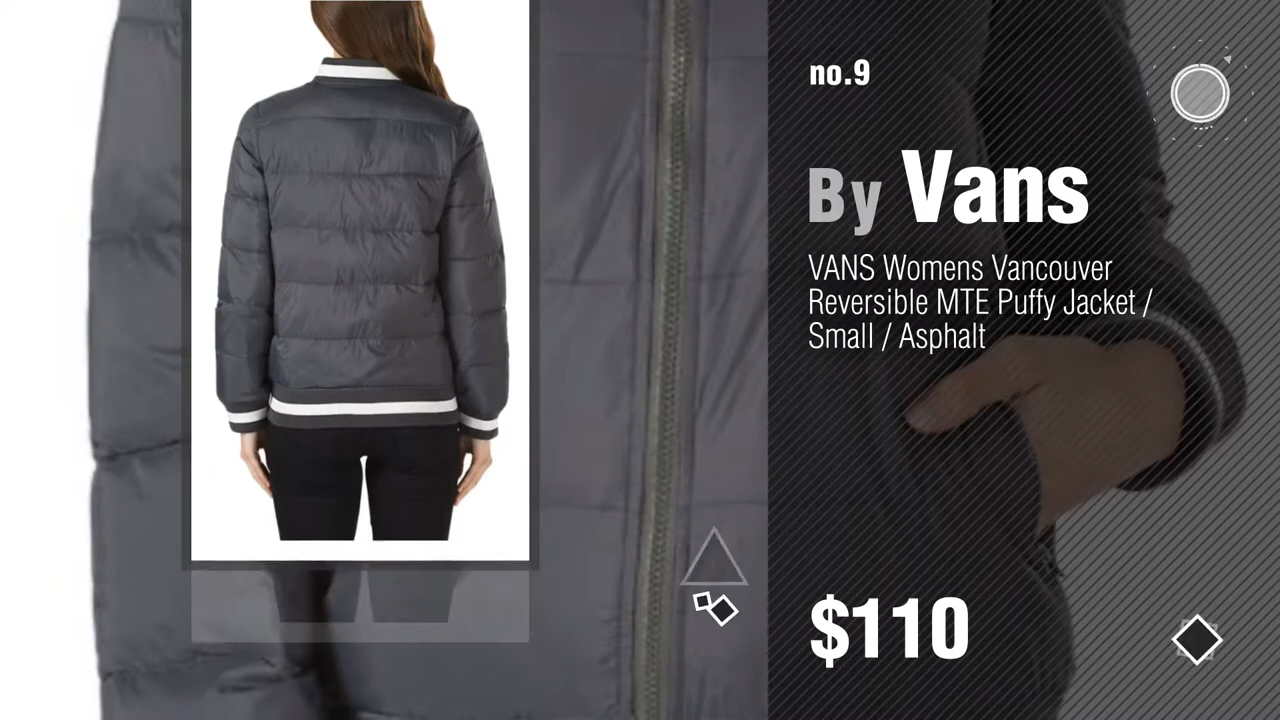 no.9
By Vans
VANS Womens Vancouver
Reversible MTE Puffy Jacket /
Small / Asphalt
$110